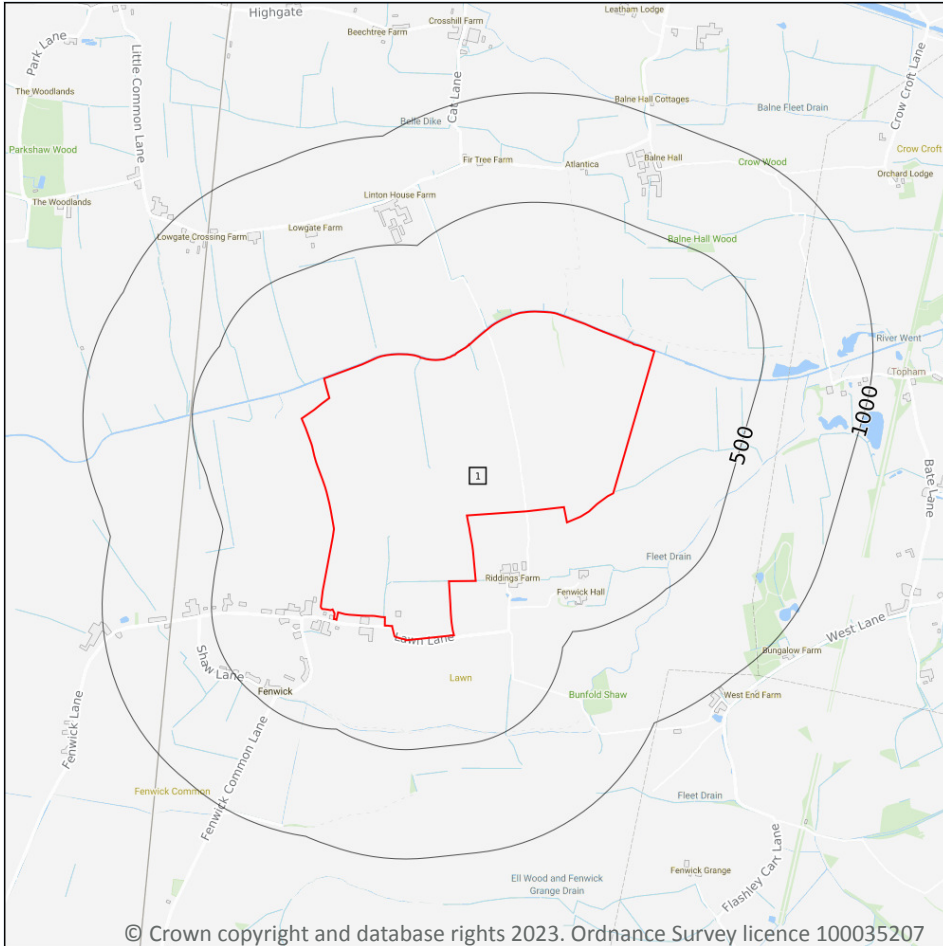 Highgate
Leatham Lodge
Crosshill Farm
Beechtree Farm
Park Lane
Little Common Lane
Cat Lane
Crow Croft Lane
The Woodlands
Balne Hall Cottages
Balne Fleet Drain
Belle Dike
Parkshaw Wood
Crow Croft
Fir Tree Farm
Atlantica
Balne Hall
Crow Wood
Orchard Lodge
The Woodlands
Linton House Farm
Lowgate Farm
Lowgate Crossing Farm
Balne Hall Wood
River Went
Topham
1000
500
1
Bate Lane
Fleet Drain
Riddings Farm
Fenwick Hall
West Lane
Lawn Lane
Bungalow Farm
Shaw Lane
Lawn
Fenwick
Bunfold Shaw
West End Farm
Fenwick Lane
Fenwick Common Lane
Fenwick Common
Fleet Drain
Fenwick Grange
Flashley Carr Lane
Ell Wood and Fenwick
Grange Drain
© Crown copyright and database rights 2023. Ordnance Survey licence 100035207